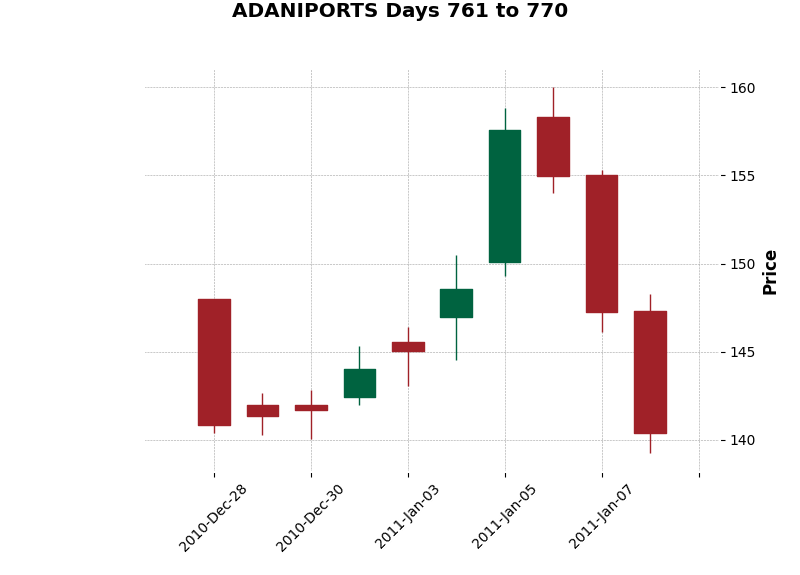 ADANIPORTS Days 761 to 770
160
155
150
145
140
Price
2010-Dec-28
2010-Dec-30
2011-Jan-03
2011-Jan-05
2011-Jan-07